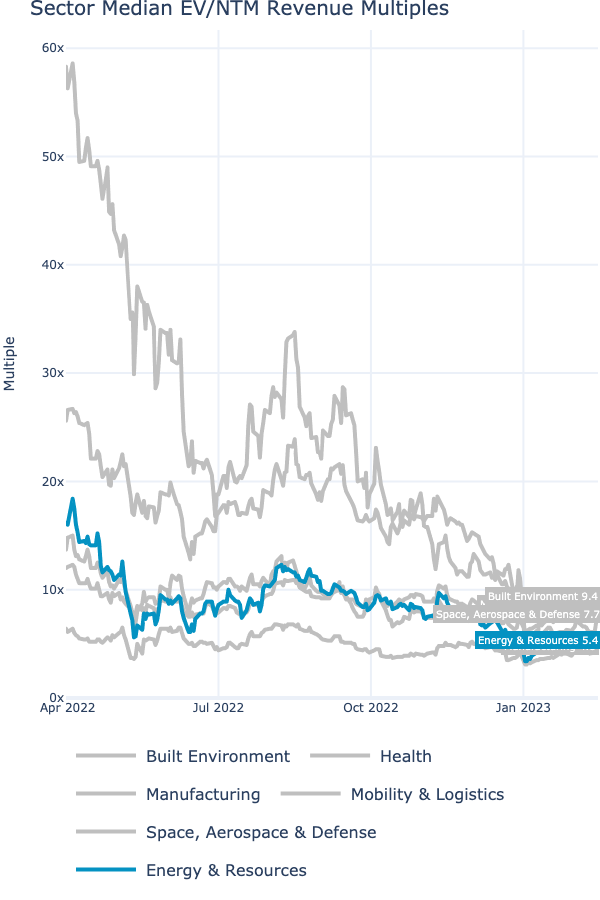 Sector Median EV/NTM Revenue Multiples
60x
50x
40x
30x
20x
10x
0x
Multiple
Built Environment 9.4
Space, Aerospace & Defense 7.7
Energy & Resources 5.4
Apr 2022 Jul 2022 Oct 2022 Jan 2023
Built Environment Health
Manufacturing Mobility & Logistics
Space, Aerospace & Defense
Energy & Resources